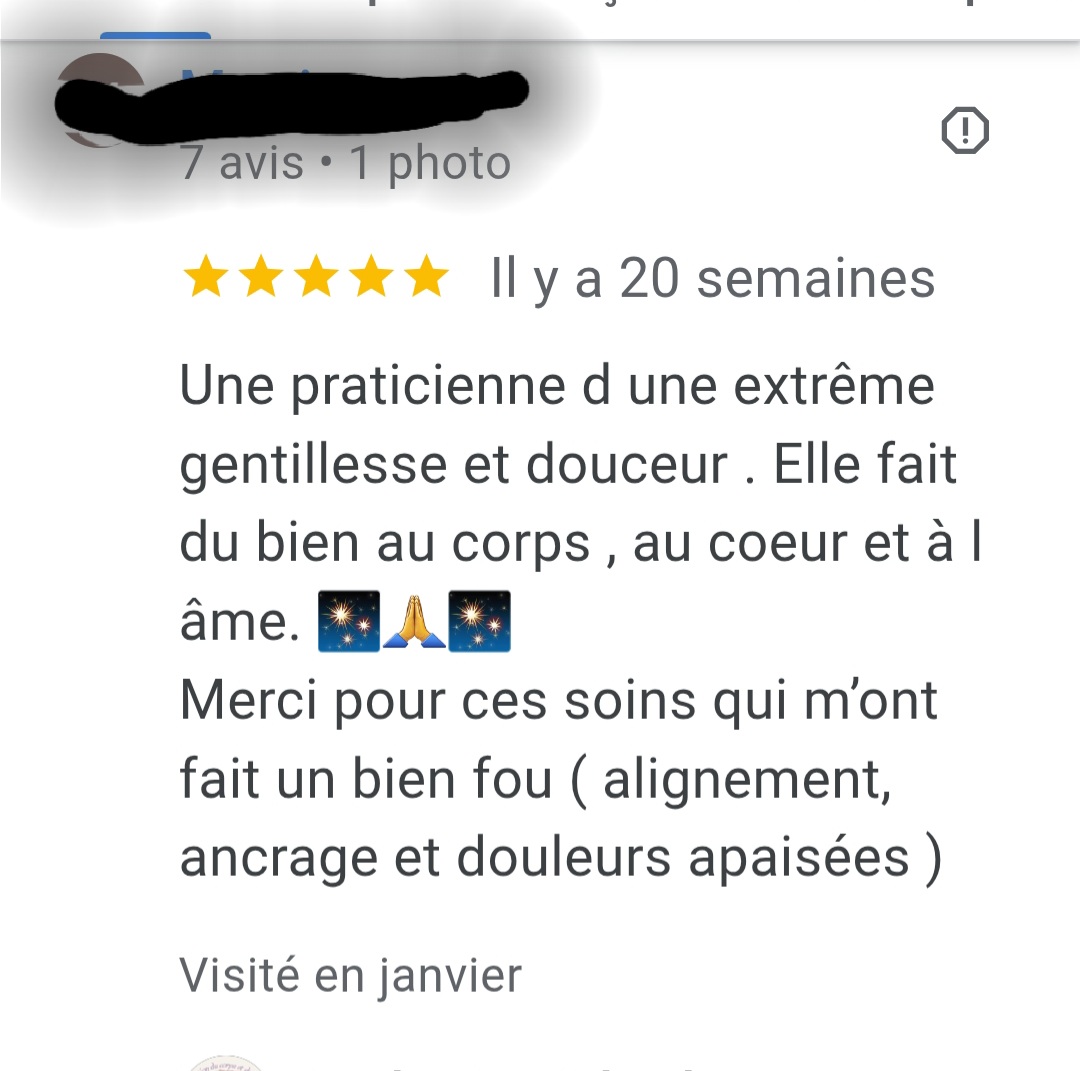 7 avis • 1 photo
Il y a 20 semaines
Une praticienne d une extrême
gentillesse et douceur . Elle fait
du bien au corps , au coeur et à l
âme. 🎇🙏🎇
Merci pour ces soins qui m’ont
fait un bien fou ( alignement,
ancrage et douleurs apaisées )
Visité en janvier